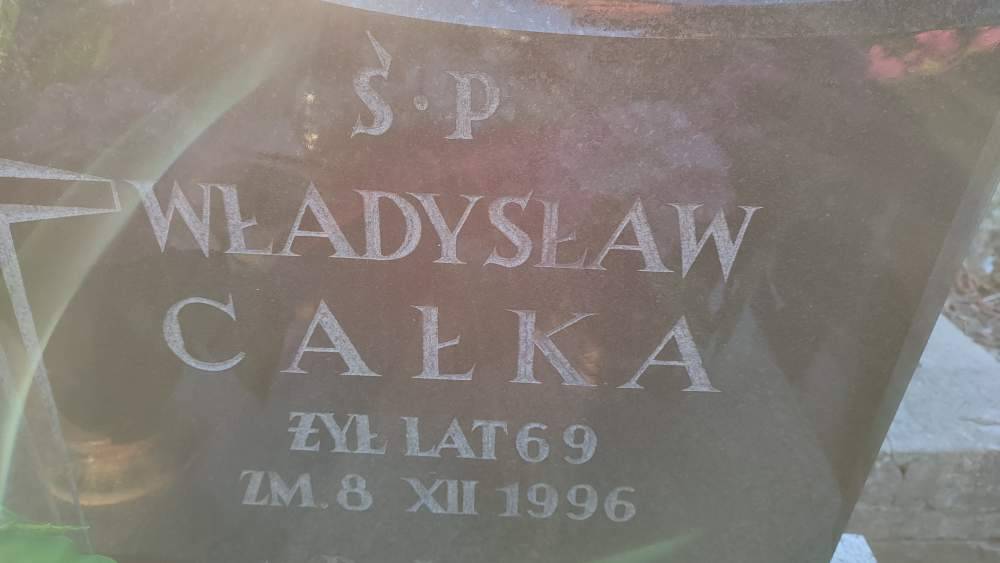 Ś·P
WŁADYSŁAW
CAŁKA
ŻYŁ LAT 69
ZM. 8 XII 1996